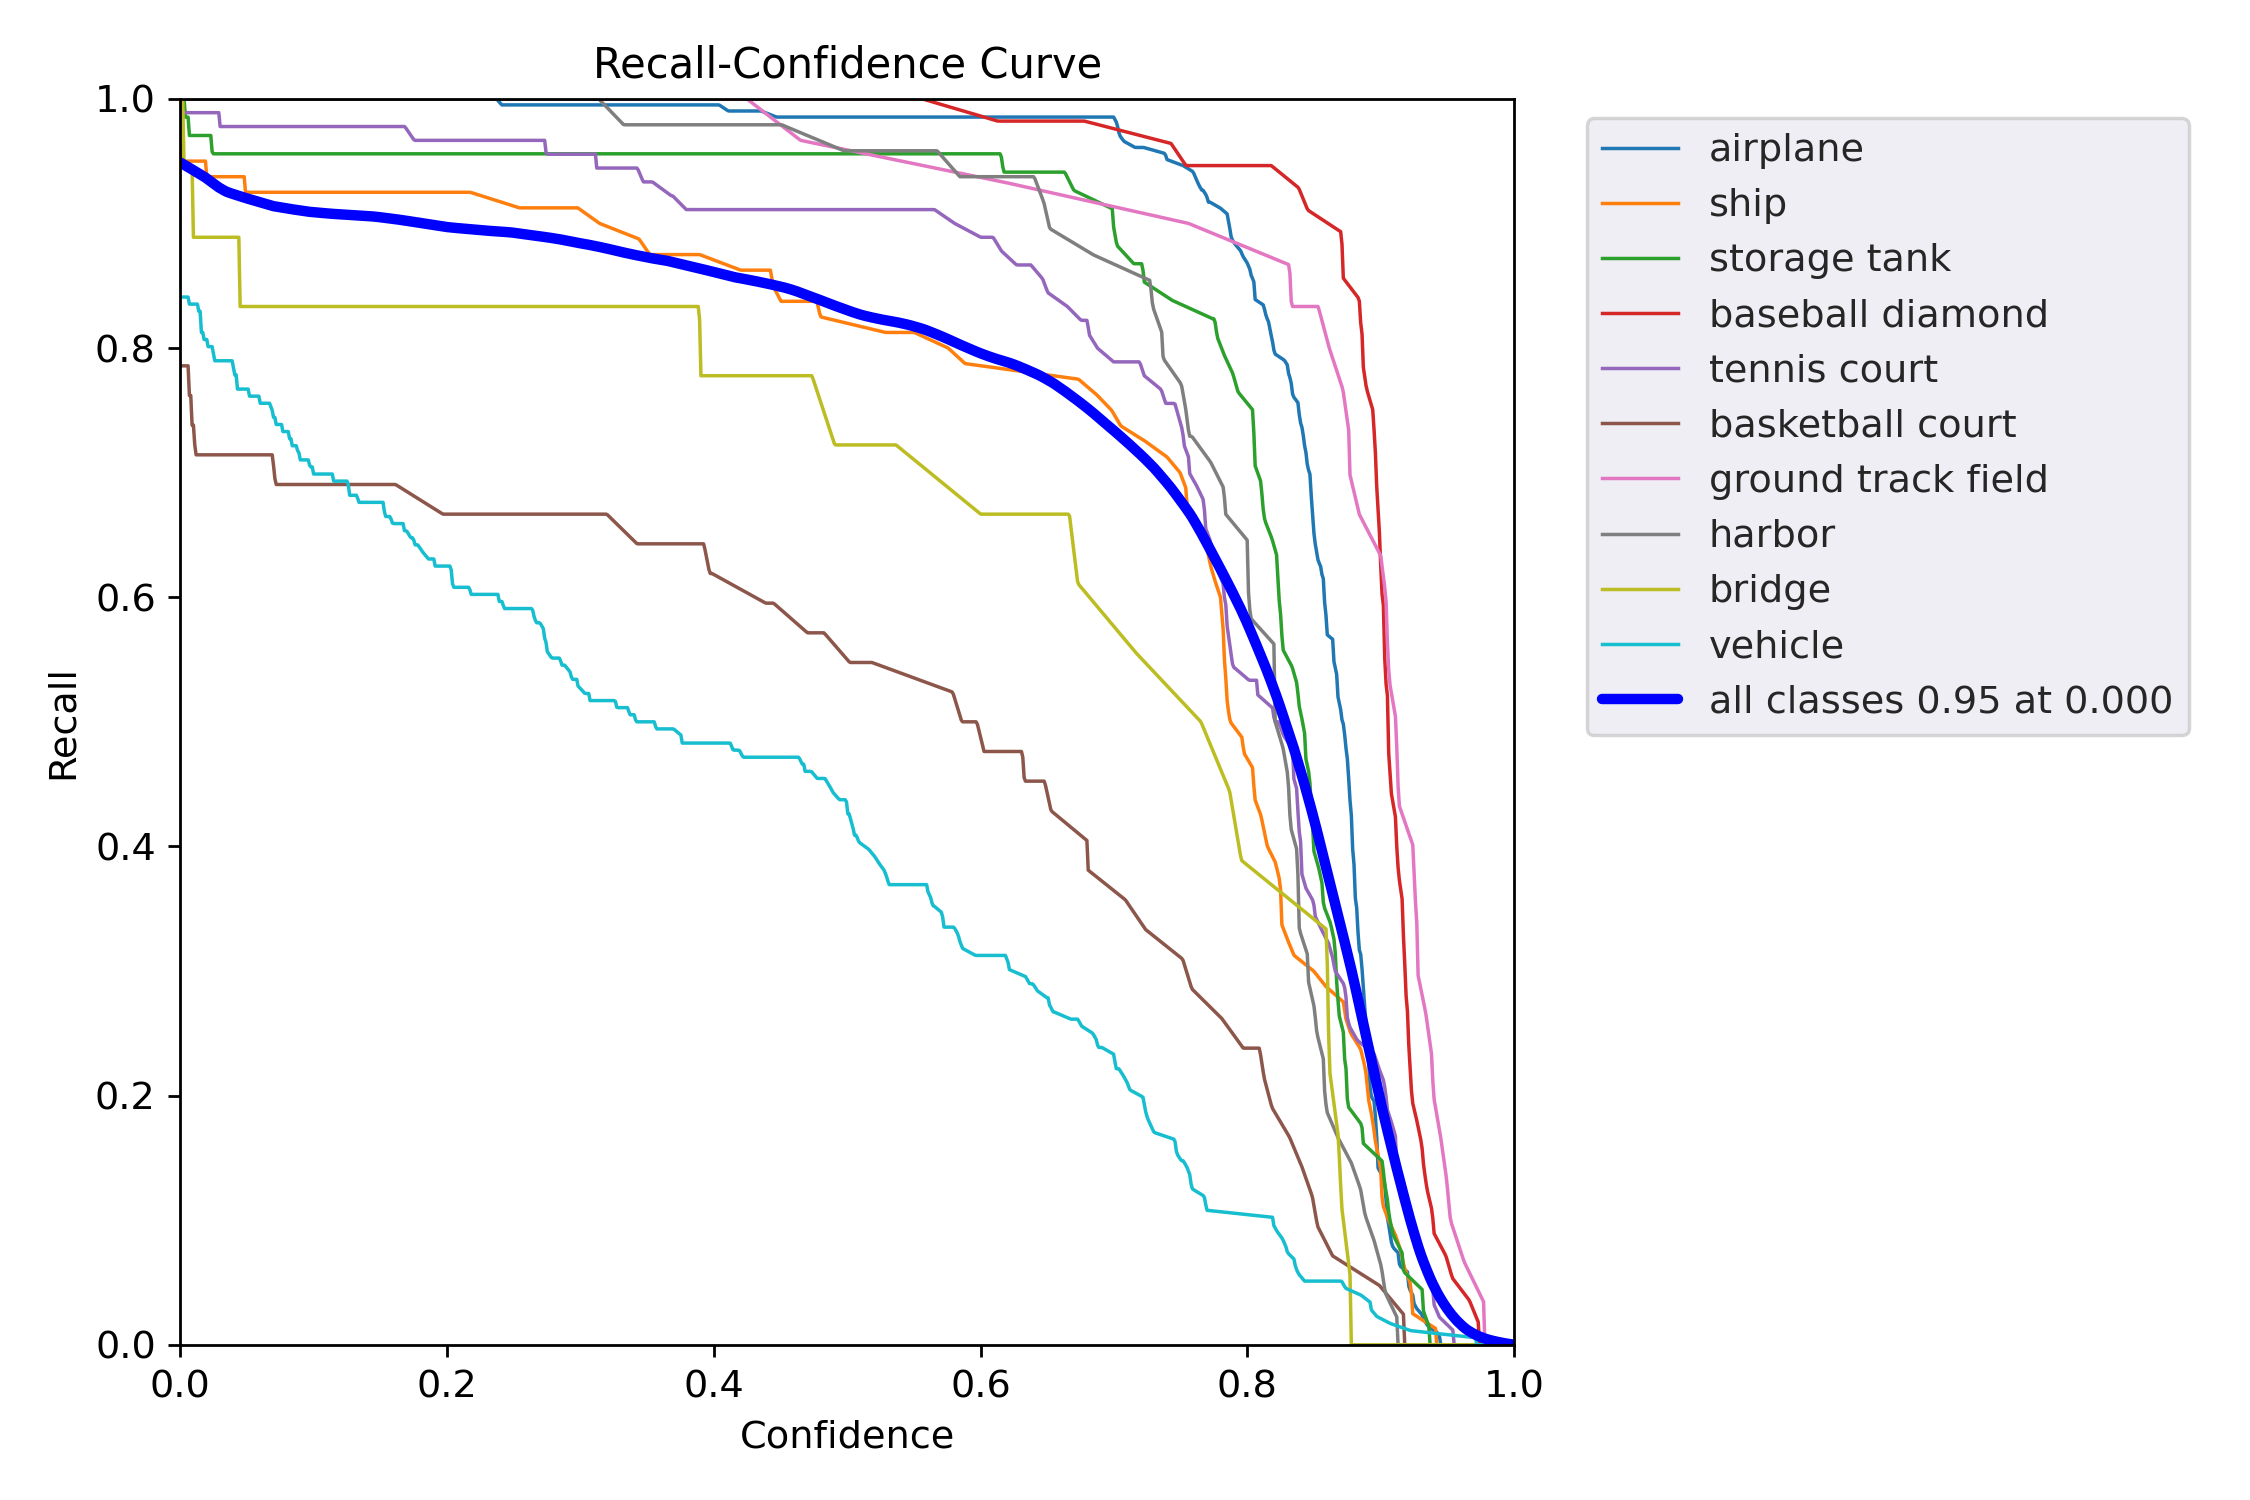 Recall-Confidence Curve
1.0
0.8
0.6
0.4
0.2
0.0
Recall
0.0 0.2 0.4 0.6 0.8 1.0
Confidence
airplane
ship
storage tank
baseball diamond
tennis court
basketball court
ground track field
harbor
bridge
vehicle
all classes 0.95 at 0.000